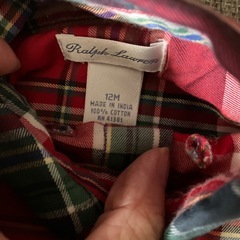 Ralph Lauren
12M
MADE IN INDIA
100% COTTON
RN 41381